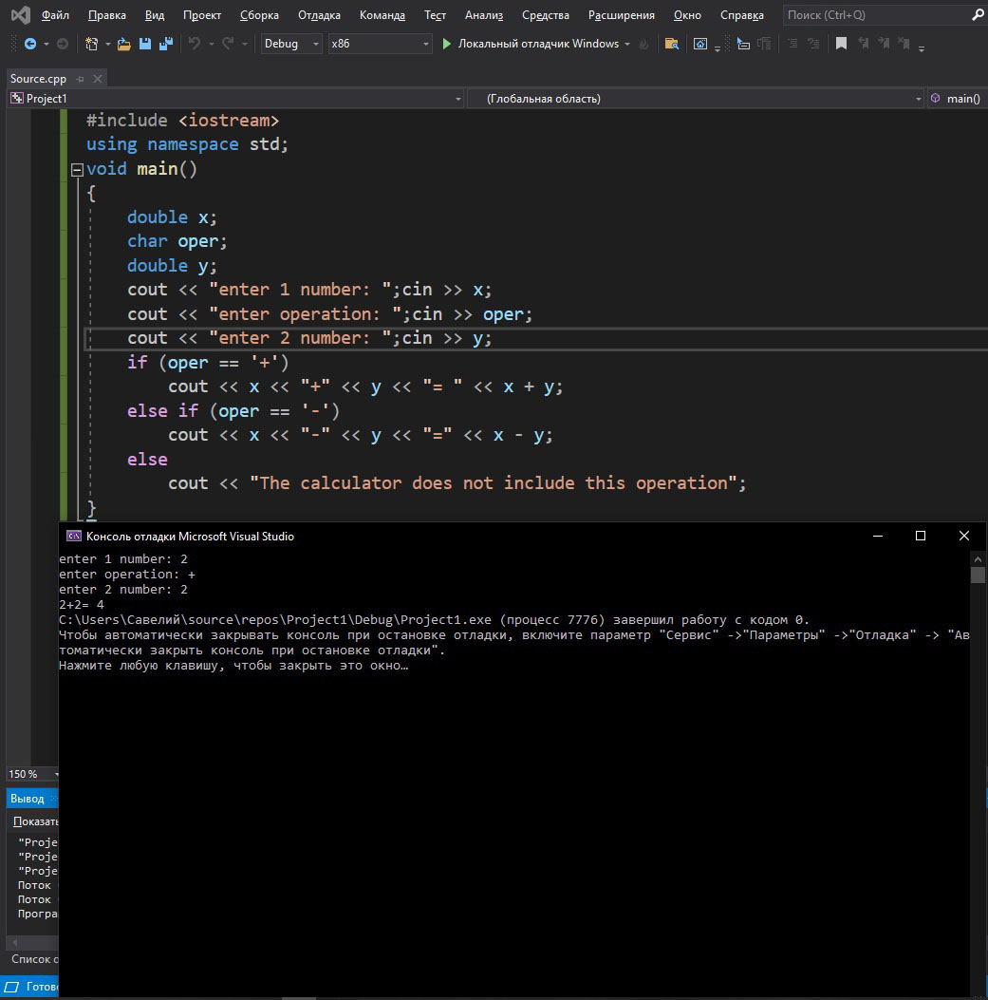 Файл Правка Вид Проект Сборка Отладка Команда Тест Анализ Средства Расширения Окно Справка Поиск (Ctrl+Q)
Debug x86 Локальный отладчик Windows
Source.cpp
Project1 (Глобальная область) main()
#include <iostream>
using namespace std;
void main()
{
double x;
char oper;
double y;
cout << "enter 1 number: ";cin >> x;
cout << "enter operation: ";cin >> oper;
cout << "enter 2 number: ";cin >> y;
if (oper == '+')
cout << x << "+" << y << "= " << x + y;
else if (oper == '-')
cout << x << "-" << y << "=" << x - y;
else
cout << "The calculator does not include this operation";
}
Консоль отладки Microsoft Visual Studio
enter 1 number: 2
enter operation: +
enter 2 number: 2
2+2= 4
C:\Users\Савелий\source\repos\Project1\Debug\Project1.exe (процесс 7776) завершил работу с кодом 0.
Чтобы автоматически закрывать консоль при остановке отладки, включите параметр "Сервис" ->"Параметры" ->"Отладка" -> "Ав
томатически закрыть консоль при остановке отладки".
Нажмите любую клавишу, чтобы закрыть это окно…
150 %
Вывод
Показать
"Proje
"Proje
"Proje
Поток
Поток
Програ
Список о
Готово